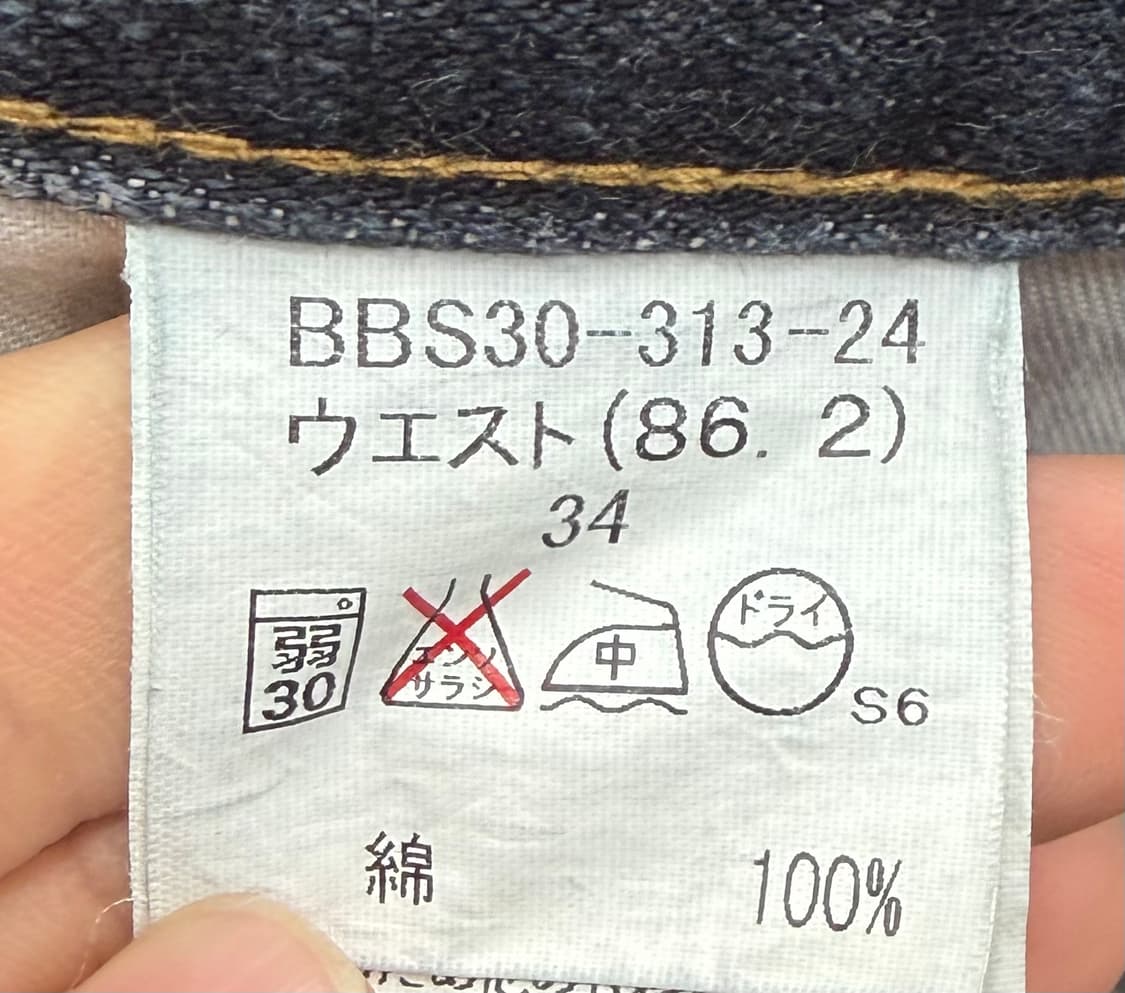 BBS30-313-24
ウエスト(86. 2)
34
弱
30
エンソ
サラシ
中
ドライ
S6
綿 100%